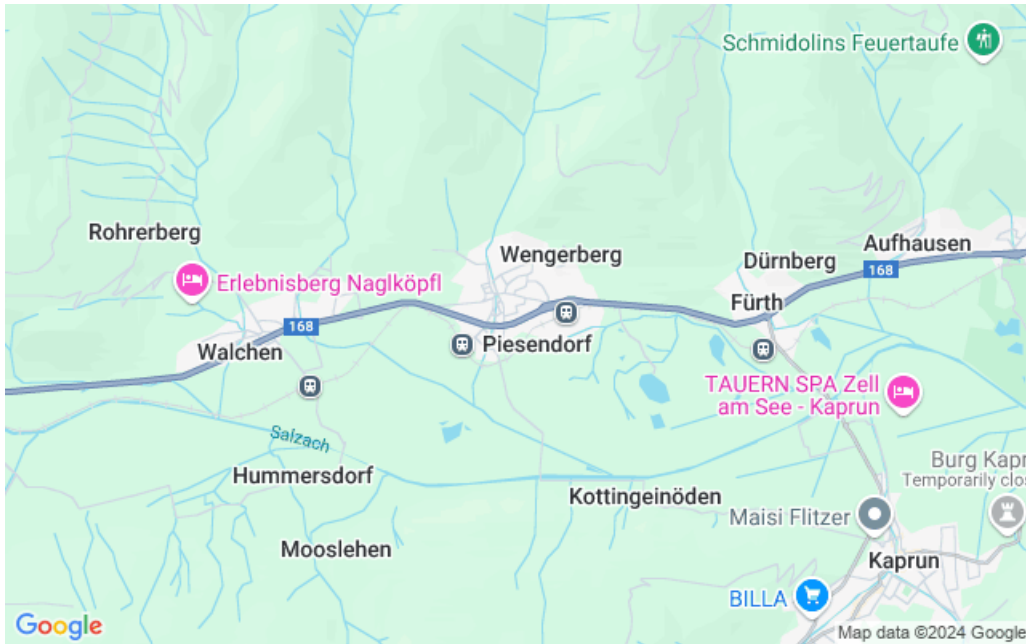 Schmidolins Feuertaufe
Rohrerberg
Wengerberg
Aufhausen
Dürnberg
168
Erlebnisberg Naglköpfl
Fürth
168
Walchen
Piesendorf
TAUERN SPA Zell
am See - Kaprun
Salzach
Hummersdorf
Burg Kapr
Temporarily clos
Kottingeinöden
Maisi Flitzer
Mooslehen
Kaprun
BILLA
Google
Map data ©2024 Google